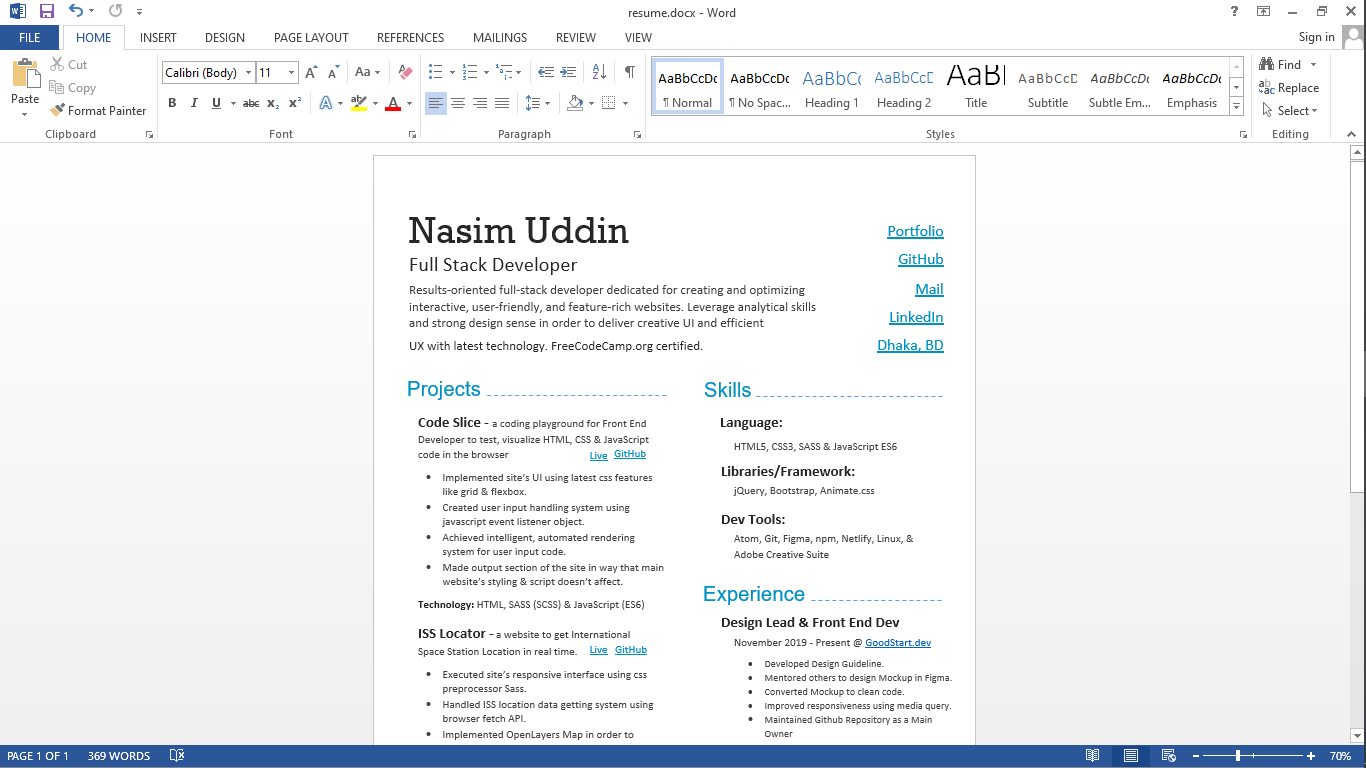 resume.docx - Word
?
FILE HOME INSERT DESIGN PAGE LAYOUT REFERENCES MAILINGS REVIEW VIEW Sign in
Paste
Cut
Copy
Format Painter
Clipboard
Calibri (Body) 11
Aa
B I U abc x₂ x² A ab A
Font
Paragraph
AaBbCcDc AaBbCcDc AaBbCc AaBbCcD AaBl AaBbCcD AaBbCcDc AaBbCcDc
¶ Normal ¶ No Spac... Heading 1 Heading 2 Title Subtitle Subtle Em... Emphasis
Styles
Find
Replace
Select
Editing
Nasim Uddin
Full Stack Developer
Results-oriented full-stack developer dedicated for creating and optimizing
interactive, user-friendly, and feature-rich websites. Leverage analytical skills
and strong design sense in order to deliver creative UI and efficient
UX with latest technology. FreeCodeCamp.org certified.
Portfolio
GitHub
Mail
LinkedIn
Dhaka, BD
Projects
Code Slice - a coding playground for Front End
Developer to test, visualize HTML, CSS & JavaScript
code in the browser Live GitHub
• Implemented site’s UI using latest css features
like grid & flexbox.
• Created user input handling system using
javascript event listener object.
• Achieved intelligent, automated rendering
system for user input code.
• Made output section of the site in way that main
website’s styling & script doesn’t affect.
Technology: HTML, SASS (SCSS) & JavaScript (ES6)
ISS Locator - a website to get International
Space Station Location in real time. Live GitHub
• Executed site’s responsive interface using css
preprocessor Sass.
• Handled ISS location data getting system using
browser fetch API.
• Implemented OpenLayers Map in order to
Skills
Language:
HTML5, CSS3, SASS & JavaScript ES6
Libraries/Framework:
jQuery, Bootstrap, Animate.css
Dev Tools:
Atom, Git, Figma, npm, Netlify, Linux, &
Adobe Creative Suite
Experience
Design Lead & Front End Dev
November 2019 - Present @ GoodStart.dev
• Developed Design Guideline.
• Mentored others to design Mockup in Figma.
• Converted Mockup to clean code.
• Improved responsiveness using media query.
• Maintained Github Repository as a Main
Owner
PAGE 1 OF 1 369 WORDS 70%